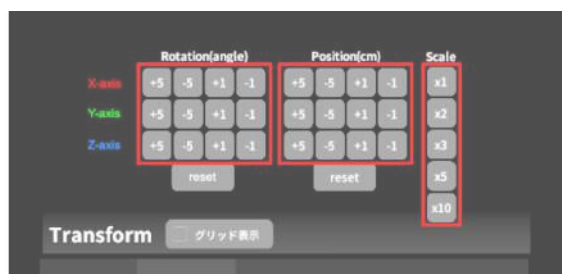 Rotation(angle) Position(cm) Scale
X-axis +5 -5 +1 -1 +5 -5 +1 -1 x1
Y-axis +5 -5 +1 -1 +5 -5 +1 -1 x2
Z-axis +5 -5 +1 -1 +5 -5 +1 -1 x3
reset reset x5
x10
Transform グリッド表示